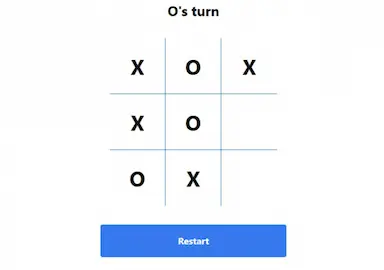 O's turn
X O X
X O
O X
Restart